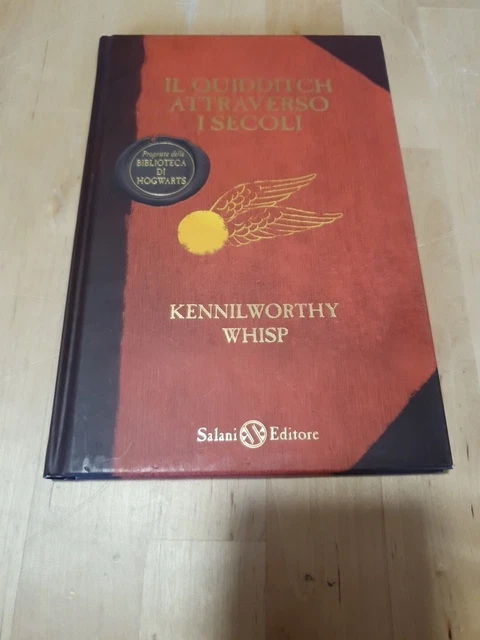 IL QUIDDITCH
ATTRAVERSO
I SECOLI
Proprietà della
BIBLIOTECA
DI
HOGWARTS
KENNILWORTHY
WHISP
Salani Editore